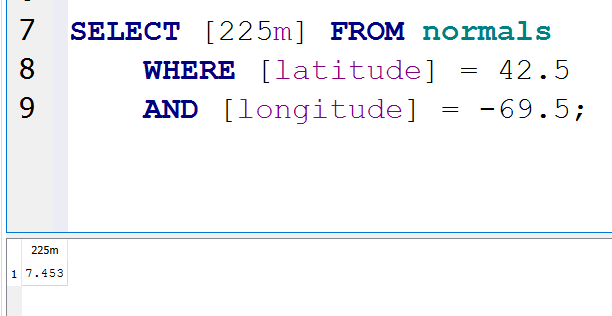 7 SELECT [225m] FROM normals
8 WHERE [latitude] = 42.5
9 AND [longitude] = -69.5;
225m
1 7.453